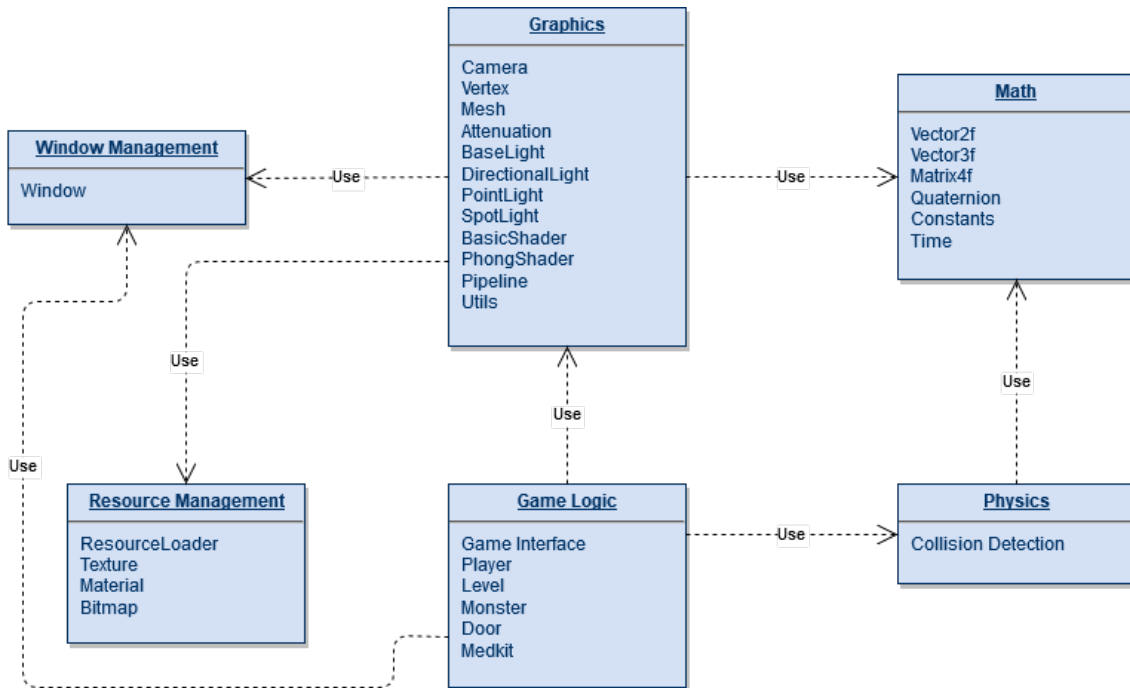 Graphics
Camera
Vertex
Mesh
Attenuation
BaseLight
DirectionalLight
PointLight
SpotLight
BasicShader
PhongShader
Pipeline
Utils
Math
Vector2f
Vector3f
Matrix4f
Quaternion
Constants
Time
Window Management
Window
Use
Use
Use
Use
Use
Use
Use
Resource Management
ResourceLoader
Texture
Material
Bitmap
Game Logic
Game Interface
Player
Level
Monster
Door
Medkit
Physics
Collision Detection